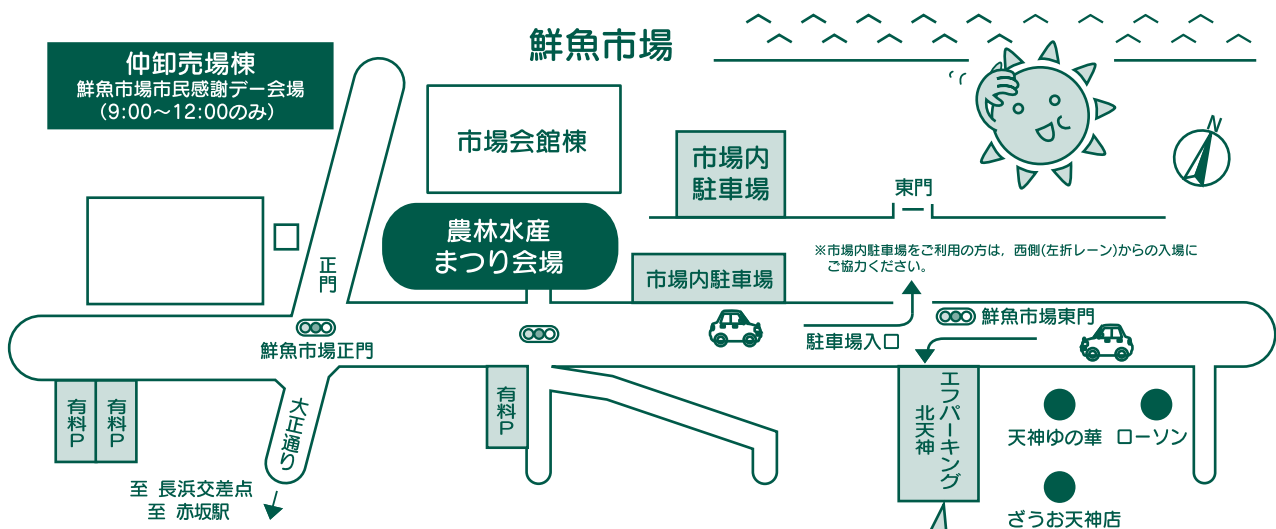 鮮魚市場
仲卸売場棟
鮮魚市場市民感謝デー会場
(9:00〜12:00のみ)
市場会館棟
市場内
駐車場
N
東門
農林水産
まつり会場
正門
市場内駐車場
※市場内駐車場をご利用の方は，西側(左折レーン)からの入場に
ご協力ください。
鮮魚市場正門
駐車場入口
鮮魚市場東門
有料P
有料P
大正通り
有料P
エフパーキング
北天神
天神ゆの華
ローソン
至 長浜交差点
至 赤坂駅
ざうお天神店